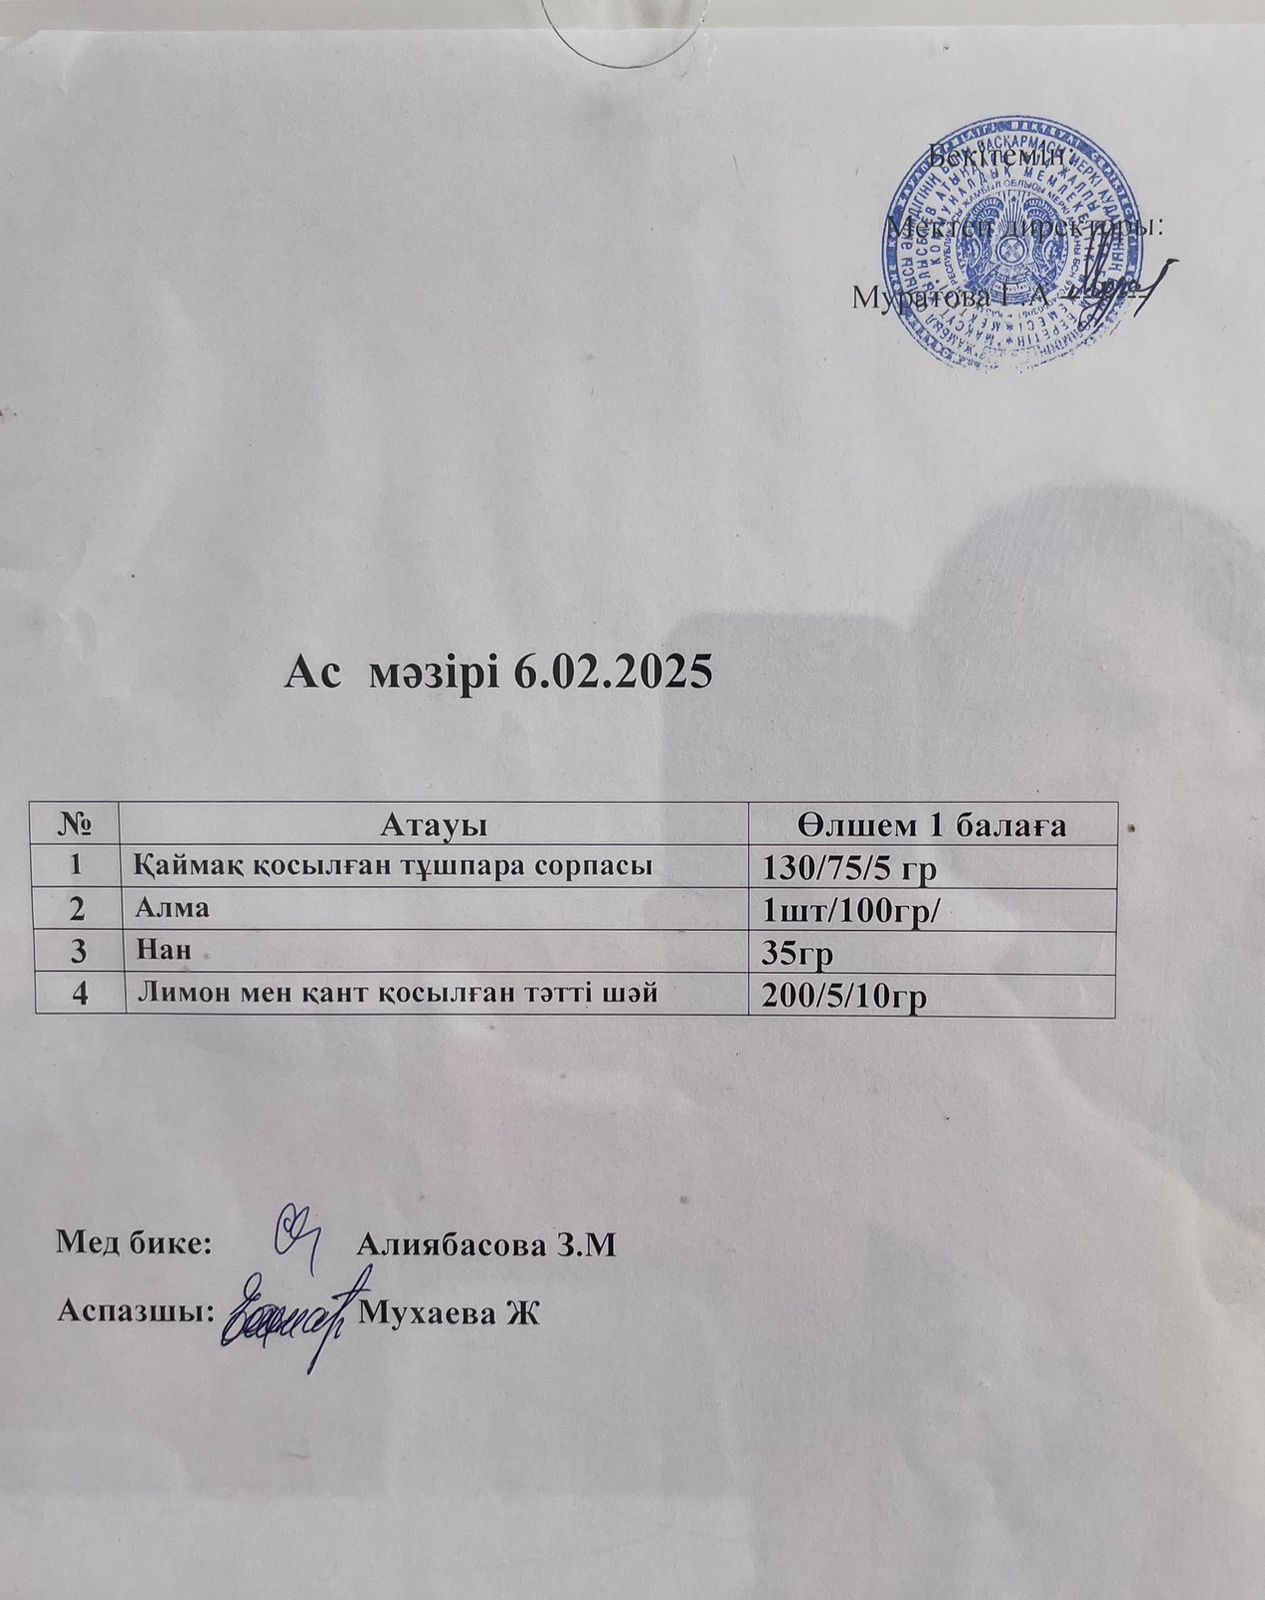 Бекітемін:
Мектеп директоры:
Муратова Г.А
Ас мәзірі 6.02.2025
№ Атауы Өлшем 1 балаға
1 Қаймақ қосылған тұшпара сорпасы 130/75/5 гр
2 Алма 1шт/100гр/
3 Нан 35гр
4 Лимон мен қант қосылған тәтті шәй 200/5/10гр
Мед бике: Алиябасова З.М
Аспазшы: Мухаева Ж